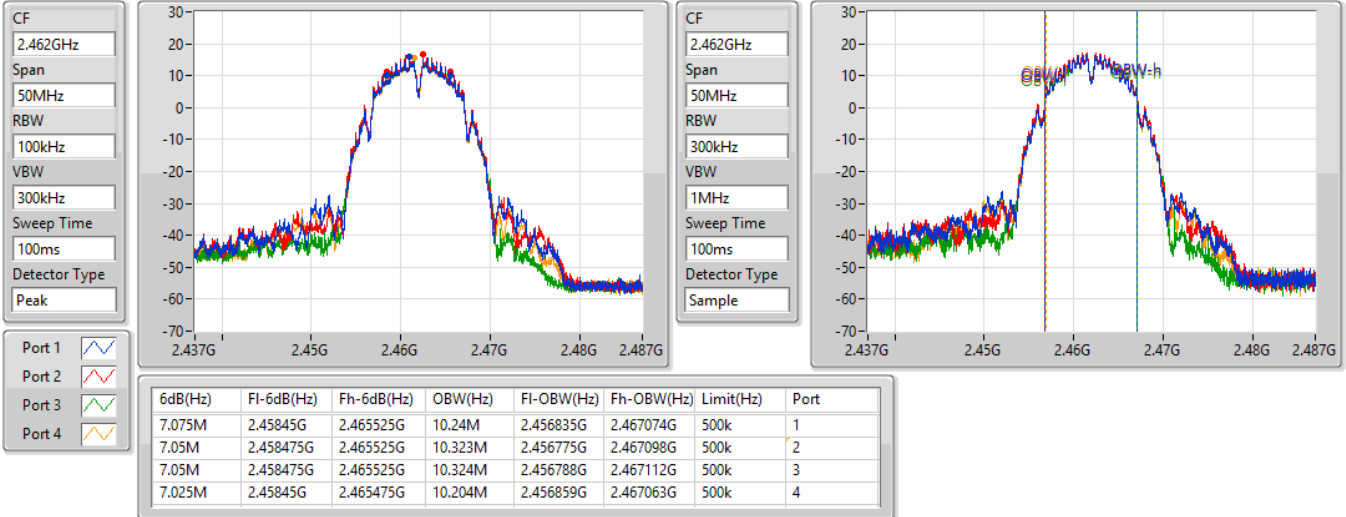 CF
2.462GHz
Span
50MHz
RBW
100kHz
VBW
300kHz
Sweep Time
100ms
Detector Type
Peak
30
20
10
0
-10
-20
-30
-40
-50
-60
-70
2.437G 2.45G 2.46G 2.47G 2.48G 2.487G
CF
2.462GHz
Span
50MHz
RBW
300kHz
VBW
1MHz
Sweep Time
100ms
Detector Type
Sample
30
20
10
0
-10
-20
-30
-40
-50
-60
-70
OBW-h
2.437G 2.45G 2.46G 2.47G 2.48G 2.487G
Port 1
Port 2
Port 3
Port 4
6dB(Hz) Fl-6dB(Hz) Fh-6dB(Hz) OBW(Hz) Fl-OBW(Hz) Fh-OBW(Hz) Limit(Hz) Port
7.075M 2.45845G 2.465525G 10.24M 2.456835G 2.467074G 500k 1
7.05M 2.458475G 2.465525G 10.323M 2.456775G 2.467098G 500k 2
7.05M 2.458475G 2.465525G 10.324M 2.456788G 2.467112G 500k 3
7.025M 2.45845G 2.465475G 10.204M 2.456859G 2.467063G 500k 4